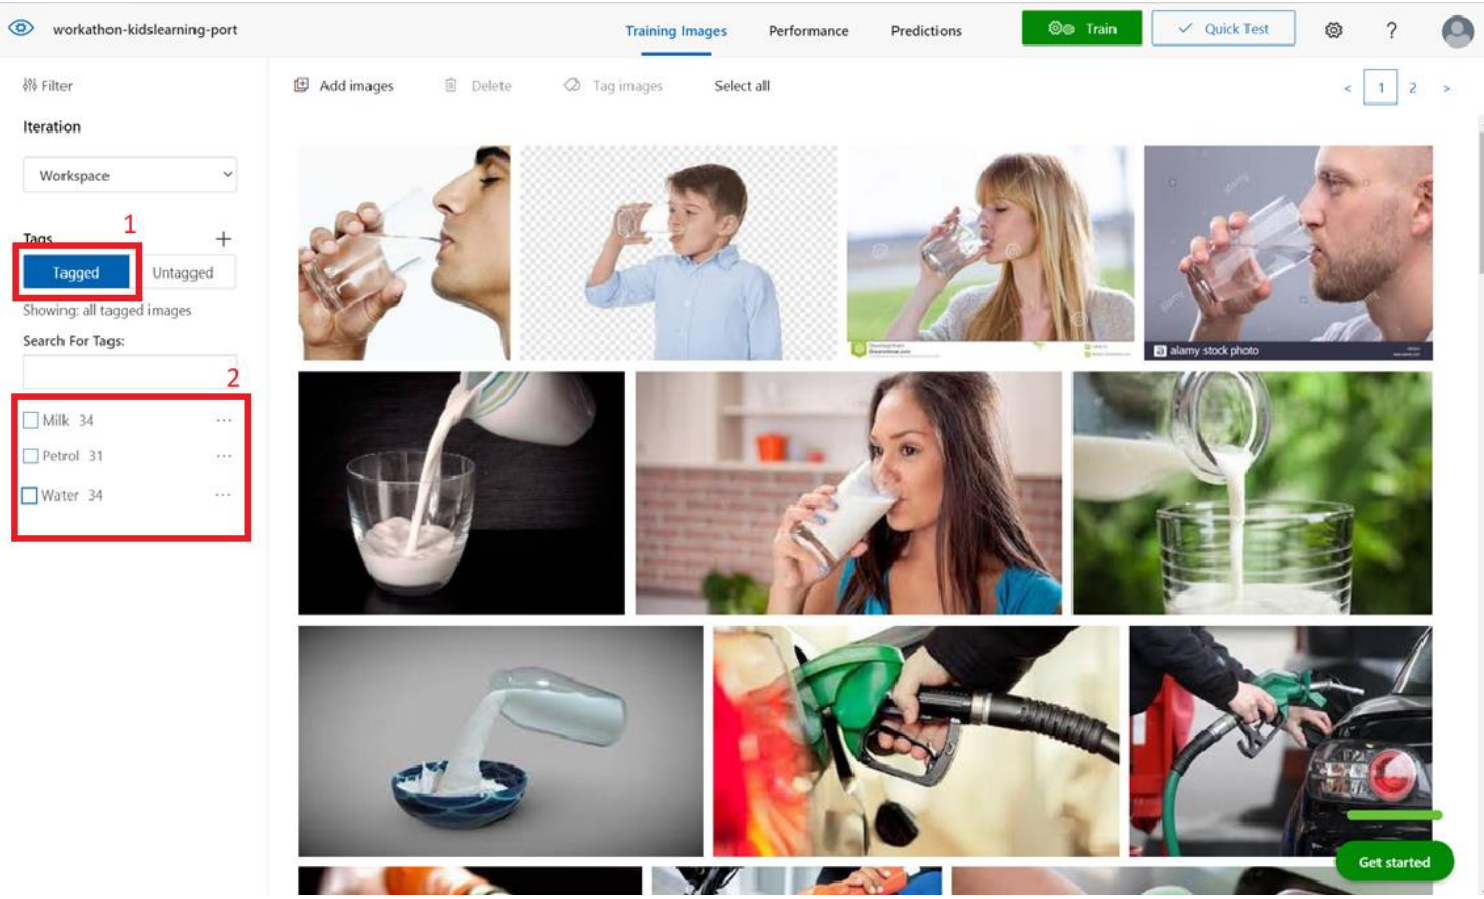 workathon-kidslearning-port
Training Images
Performance
Predictions
Train
Quick Test
?
Filter
Add images
Delete
Tag images
Select all
< 1 2 >
Iteration
Workspace
1
Tags
Tagged
Untagged
Showing: all tagged images
Search For Tags:
2
Milk 34 ...
Petrol 31 ...
Water 34 ...
a alamy stock photo
alamy
Get started